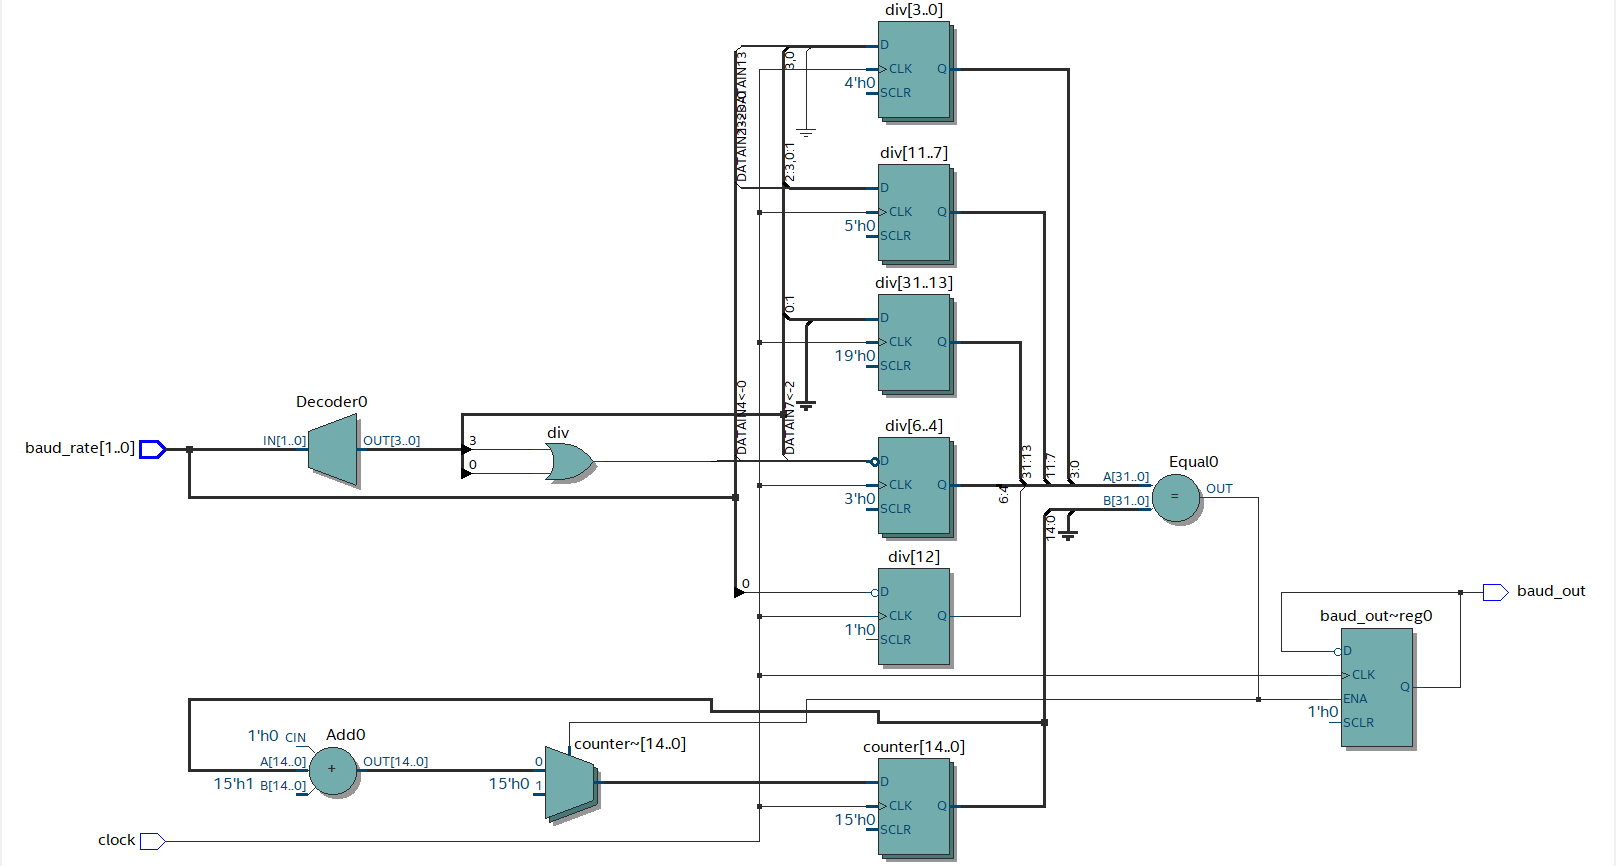 div[3..0]
D
CLK
Q
4'h0
SCLR
3,0
DATAIN13
div[11..7]
2:3,0:1
D
CLK
Q
5'h0
SCLR
div[31..13]
0:1
D
CLK
Q
19'h0
SCLR
Decoder0
baud_rate[1..0]
IN[1..0]
OUT[3..0]
3
0
div
DATAIN4<-0
DATAIN7<-2
div[6..4]
CLK
Q
3'h0
SCLR
6:4
31:13
11:7
3:0
Equal0
A[31..0]
B[31..0]
=
OUT
14:0
div[12]
0
D
CLK
Q
1'h0
SCLR
baud_out
baud_out~reg0
D
CLK
Q
ENA
1'h0
SCLR
Add0
1'h0 CIN
A[14..0]
+
OUT[14..0]
15'h1 B[14..0]
counter~[14..0]
0
15'h0 1
counter[14..0]
D
CLK
Q
15'h0
SCLR
clock